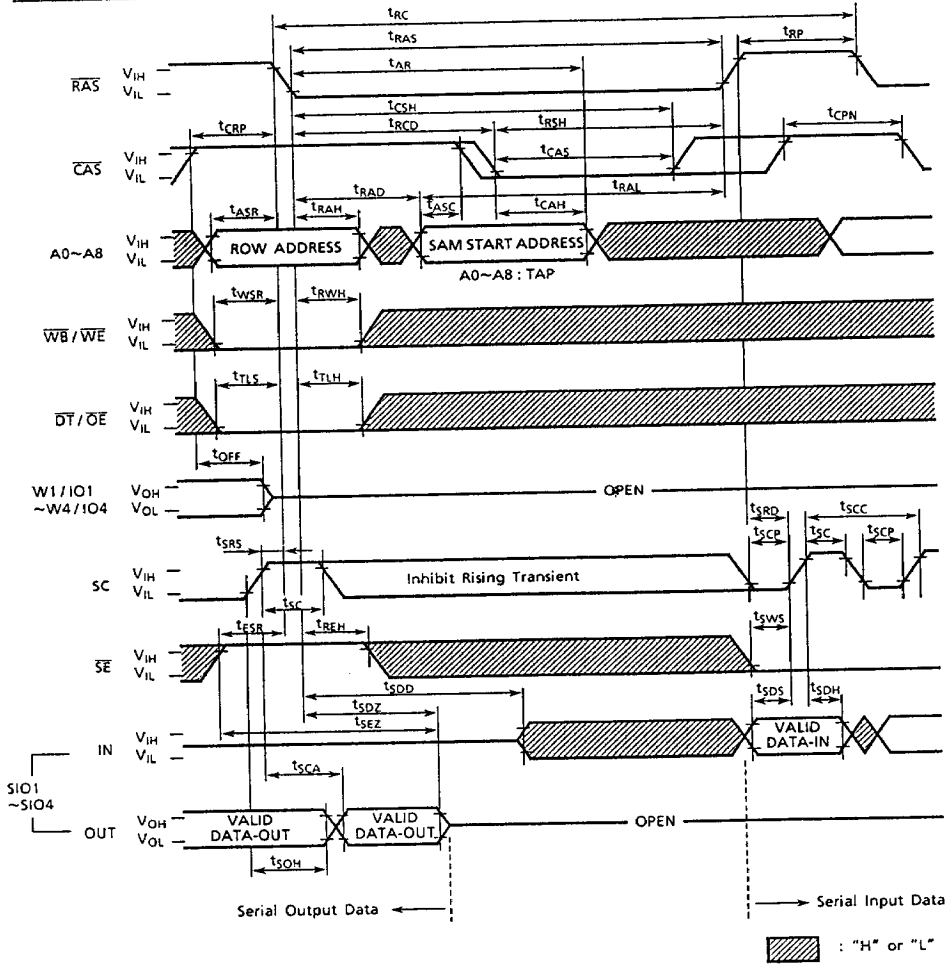 tRC
tRAS tRP
tAR
RAS VIH VIL
tCSH
tCRP tRCD tRSH tCPN
CAS VIH VIL
tCAS
tRAD tRAL
tASR tRAH tASC tCAH
A0~A8 VIH VIL ROW ADDRESS SAM START ADDRESS
A0~A8 : TAP
tWSR tRWH
WB/WE VIH VIL
tTLS tTLH
DT/OE VIH VIL
tOFF
W1/IO1 ~W4/IO4 VOH VOL OPEN
tSRD tSCC
tSRS tSCP tSC tSCP
SC VIH VIL Inhibit Rising Transient
tSC
tESR tREH tSWS
SE VIH VIL
tSDD
tSDZ tSDS tSDH
tSEZ
IN VIH VIL VALID DATA-IN
SIO1 ~SIO4
tSCA
OUT VOH VOL VALID DATA-OUT VALID DATA-OUT OPEN
tSOH
Serial Output Data Serial Input Data
: "H" or "L"